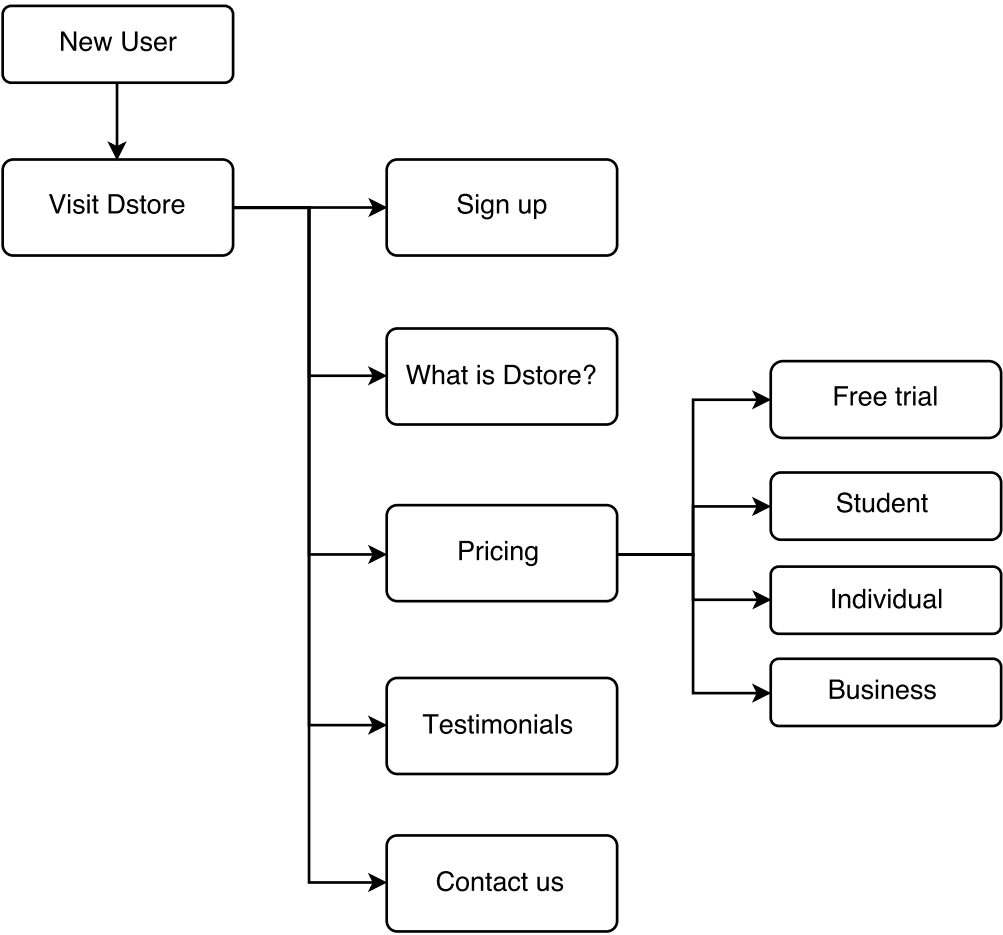 New User
Visit Dstore
Sign up
What is Dstore?
Pricing
Testimonials
Contact us
Free trial
Student
Individual
Business